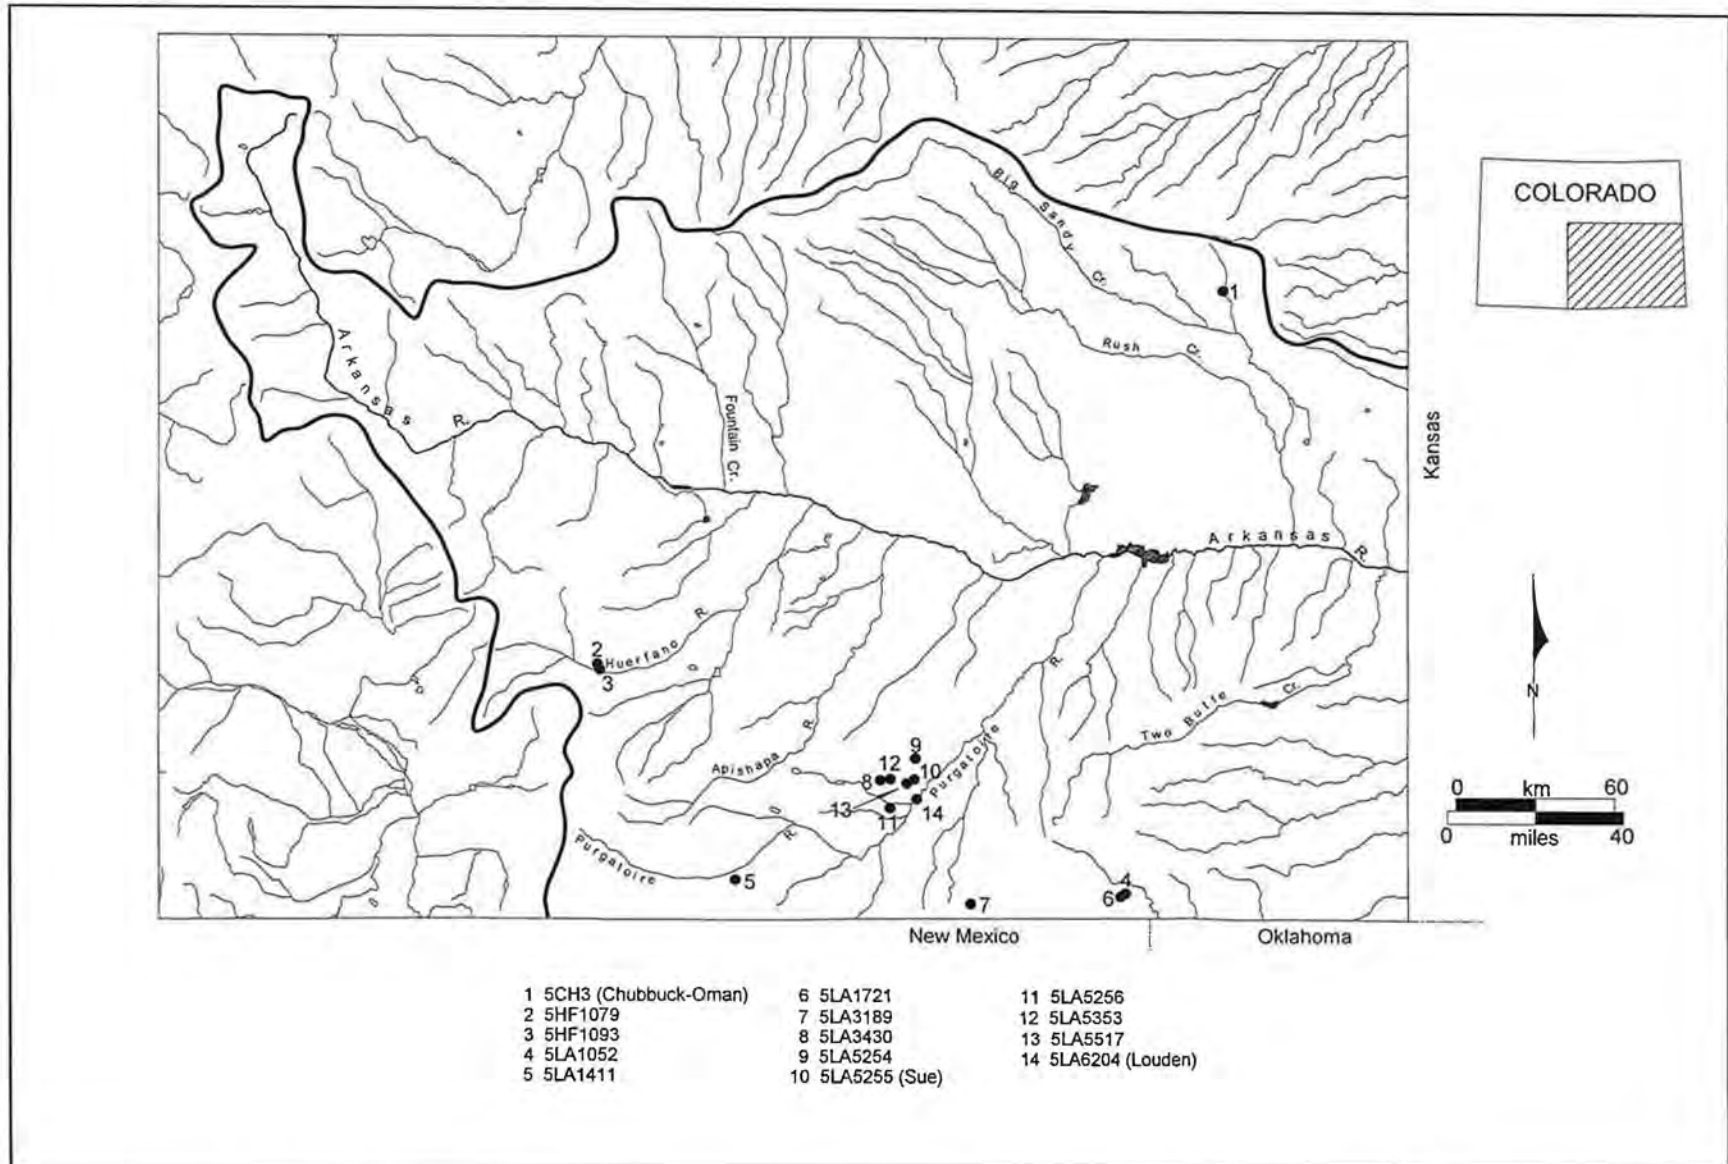 Big Sandy Cr.
COLORADO
1
Arkansas R.
Rush Cr.
Fountain Cr.
Kansas
Arkansas R.
2
Huerfano R.
3
N
Two Butte Cr.
9
Apishapa R.
12
8
10
Purgatoire R.
13
11
14
0 km 60
0 miles 40
Purgatoire R.
5
4
6
7
New Mexico
Oklahoma
1 5CH3 (Chubbuck-Oman)
2 5HF1079
3 5HF1093
4 5LA1052
5 5LA1411
6 5LA1721
7 5LA3189
8 5LA3430
9 5LA5254
10 5LA5255 (Sue)
11 5LA5256
12 5LA5353
13 5LA5517
14 5LA6204 (Louden)